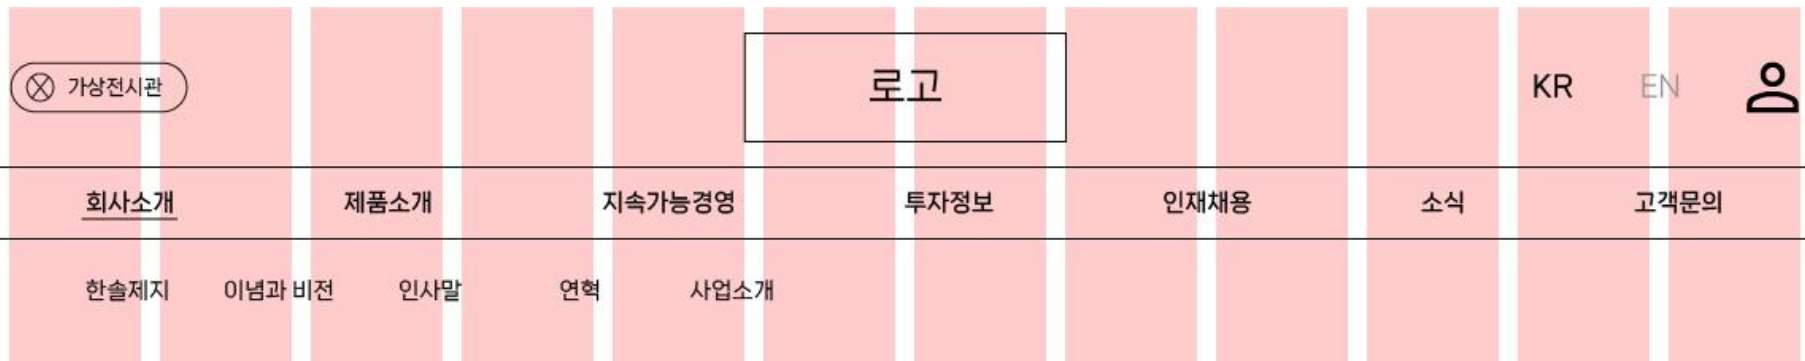 가상전시관 로고 KR EN
회사소개 제품소개 지속가능경영 투자정보 인재채용 소식 고객문의
한솔제지 이념과 비전 인사말 연혁 사업소개